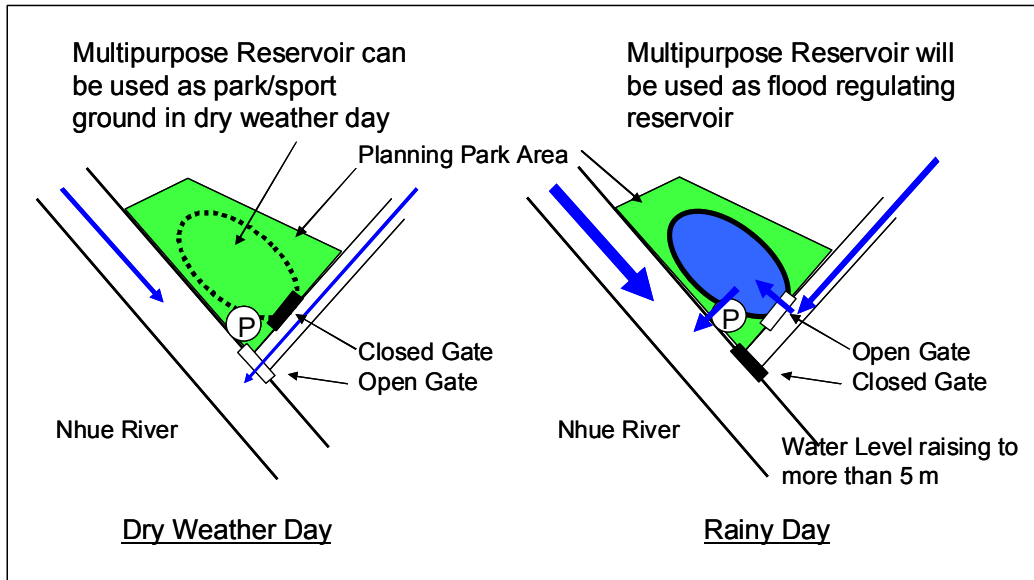 Multipurpose Reservoir can
be used as park/sport
ground in dry weather day
Multipurpose Reservoir will
be used as flood regulating
reservoir
Planning Park Area
P
Closed Gate
Open Gate
Nhue River
Dry Weather Day
P
Open Gate
Closed Gate
Nhue River
Water Level raising to
more than 5 m
Rainy Day